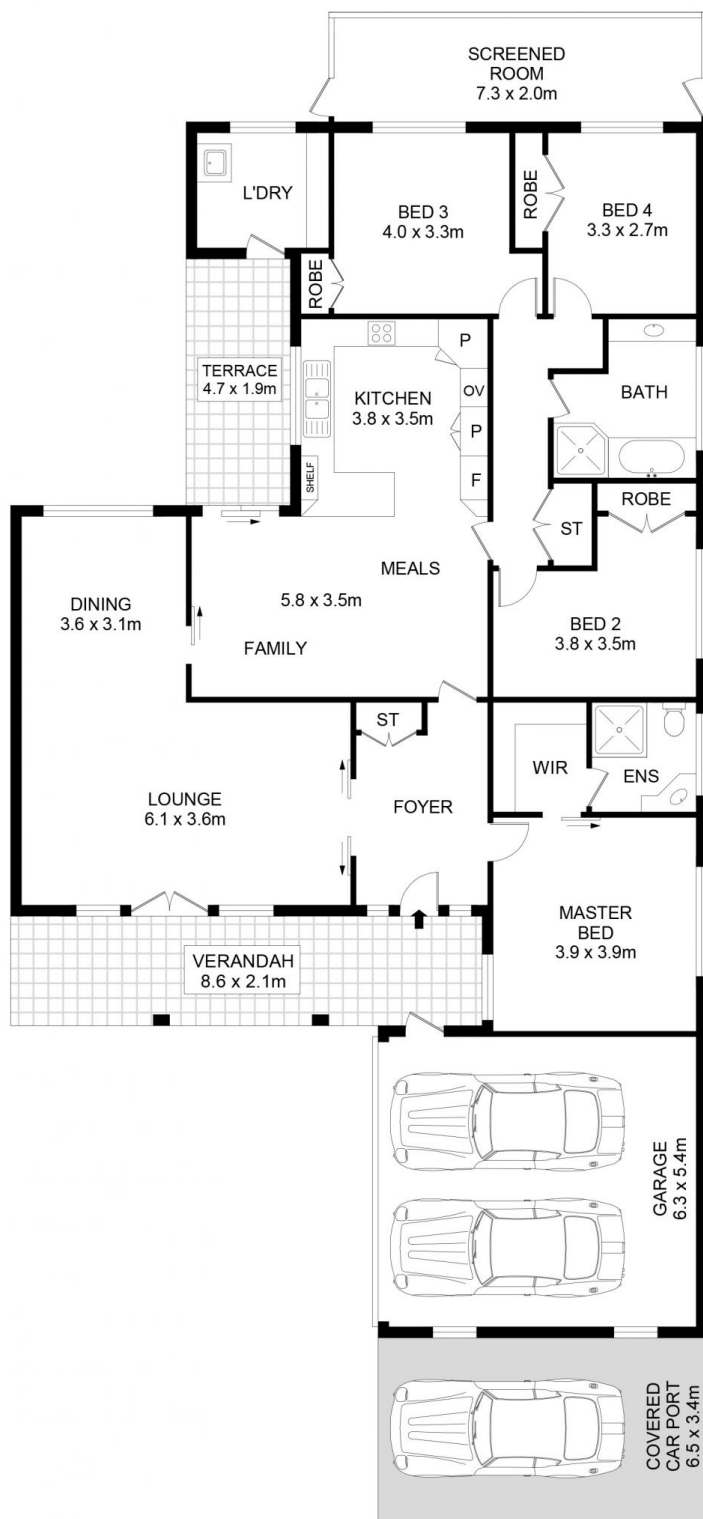 SCREENED
ROOM
7.3 x 2.0m
L'DRY
BED 3
4.0 x 3.3m
ROBE
BED 4
3.3 x 2.7m
ROBE
TERRACE
4.7 x 1.9m
KITCHEN
3.8 x 3.5m
P
OV
P
F
SHELF
BATH
ROBE
ST
MEALS
5.8 x 3.5m
FAMILY
DINING
3.6 x 3.1m
BED 2
3.8 x 3.5m
ST
WIR
ENS
LOUNGE
6.1 x 3.6m
FOYER
MASTER
BED
3.9 x 3.9m
VERANDAH
8.6 x 2.1m
GARAGE
6.3 x 5.4m
COVERED
CAR PORT
6.5 x 3.4m